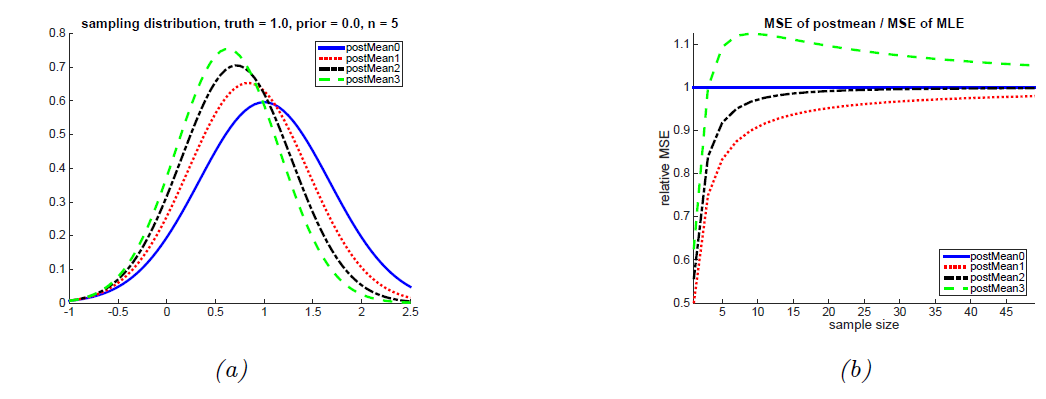 sampling distribution, truth = 1.0, prior = 0.0, n = 5
0.8
0.7
0.6
0.5
0.4
0.3
0.2
0.1
0
-1
-0.5
0
0.5
1
1.5
2
2.5
postMean0
postMean1
postMean2
postMean3
(a)
MSE of postmean / MSE of MLE
relative MSE
1.1
1
0.9
0.8
0.7
0.6
0.5
5
10
15
20
25
30
35
40
45
sample size
postMean0
postMean1
postMean2
postMean3
(b)